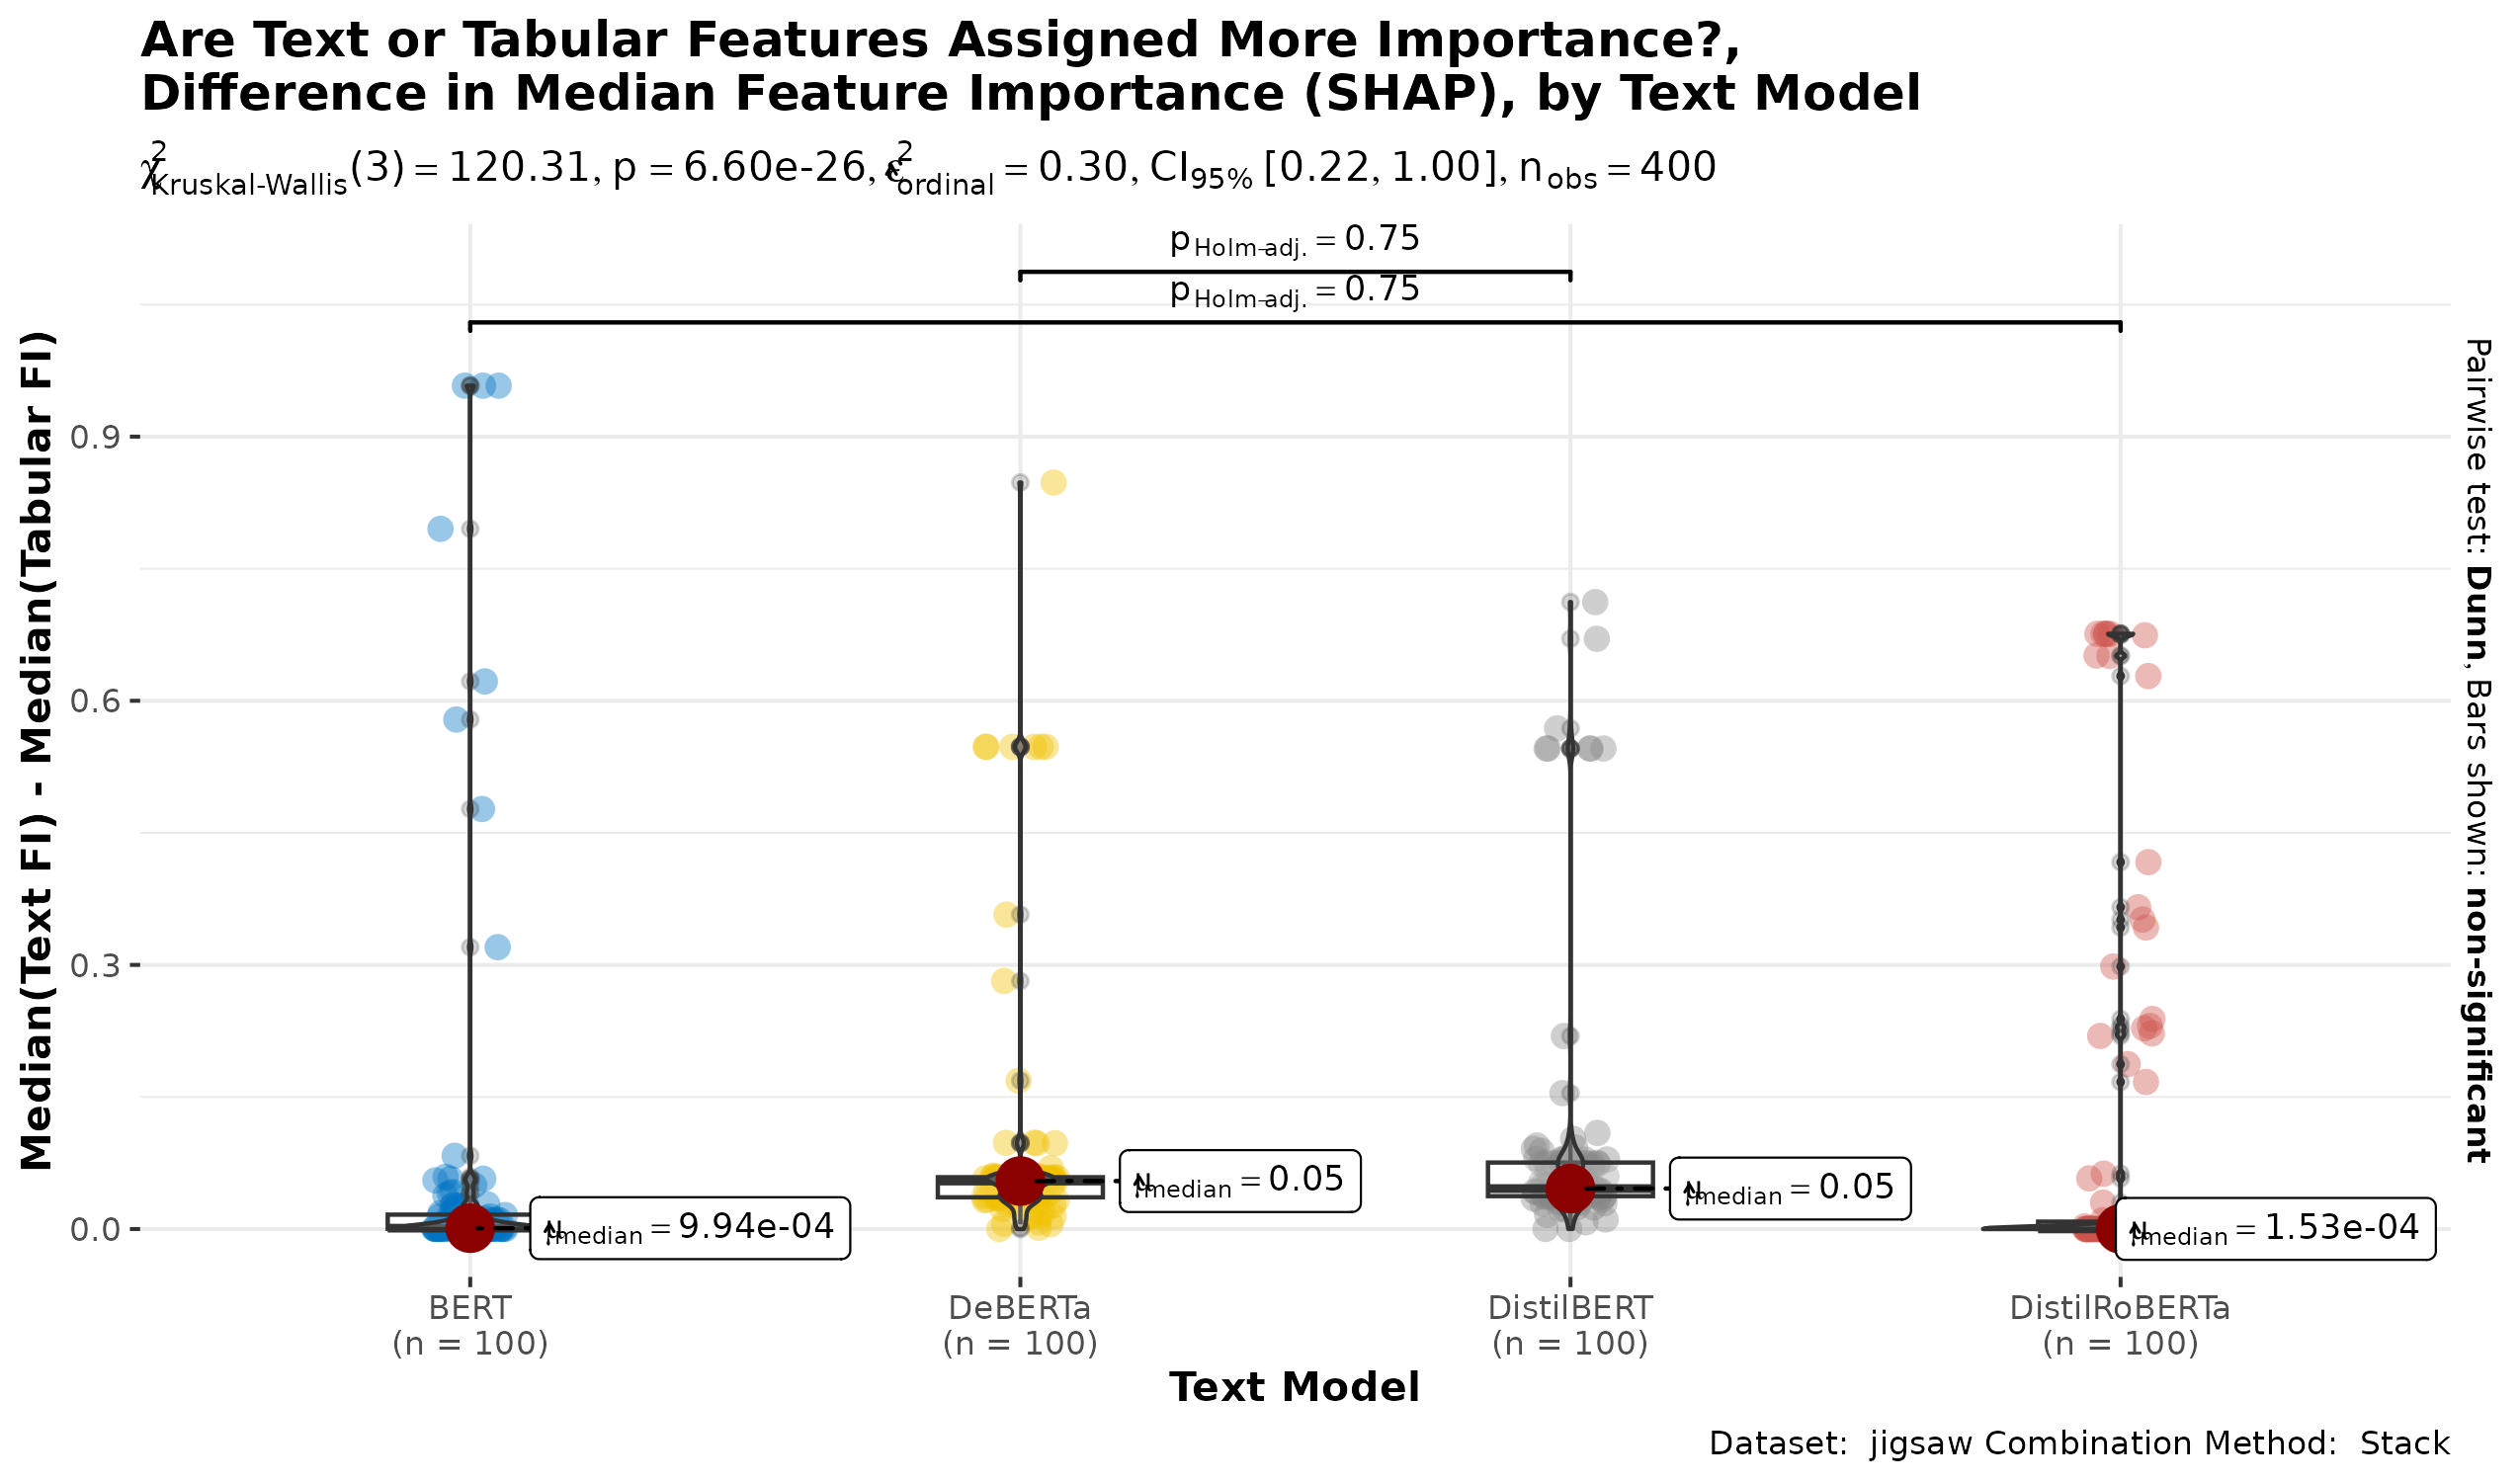 Are Text or Tabular Features Assigned More Importance?,
Difference in Median Feature Importance (SHAP), by Text Model
χ²Kruskal-Wallis(3) = 120.31, p = 6.60e-26, ε̂²ordinal = 0.30, CI95% [0.22, 1.00], nobs = 400
pHolm-adj. = 0.75
pHolm-adj. = 0.75
Median(Text FI) - Median(Tabular FI)
0.9
0.6
0.3
0.0
μ̂median = 9.94e-04
μ̂median = 0.05
μ̂median = 0.05
μ̂median = 1.53e-04
Pairwise test: Dunn, Bars shown: non-significant
BERT
(n = 100)
DeBERTa
(n = 100)
DistilBERT
(n = 100)
DistilRoBERTa
(n = 100)
Text Model
Dataset: jigsaw Combination Method: Stack